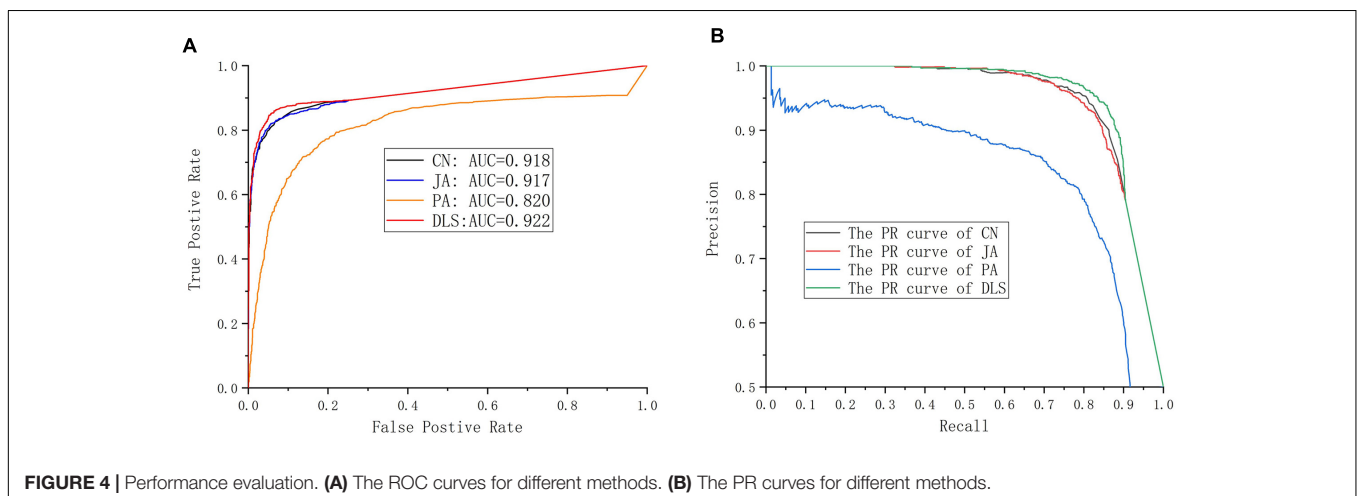 A
True Postive Rate
1.0
0.8
0.6
0.4
0.2
0.0
CN: AUC=0.918
JA: AUC=0.917
PA: AUC=0.820
DLS:AUC=0.922
0.0 0.2 0.4 0.6 0.8 1.0
False Postive Rate
B
Precision
1.0
0.9
0.8
0.7
0.6
0.5
The PR curve of CN
The PR curve of JA
The PR curve of PA
The PR curve of DLS
0.0 0.1 0.2 0.3 0.4 0.5 0.6 0.7 0.8 0.9 1.0
Recall
FIGURE 4 | Performance evaluation. (A) The ROC curves for different methods. (B) The PR curves for different methods.